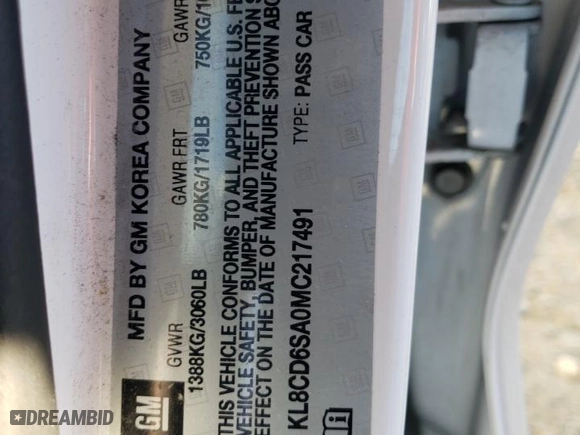 MFD BY GM KOREA COMPANY
GVWR GAWR FRT GAWR
1388KG/3060LB 780KG/1719LB 750KG/1
THIS VEHICLE CONFORMS TO ALL APPLICABLE U.S. FE
VEHICLE SAFETY, BUMPER, AND THEFT PREVENTION S
EFFECT ON THE DATE OF MANUFACTURE SHOWN ABO
KL8CD6SA0MC217491 TYPE: PASS CAR
GM
DREAMBID